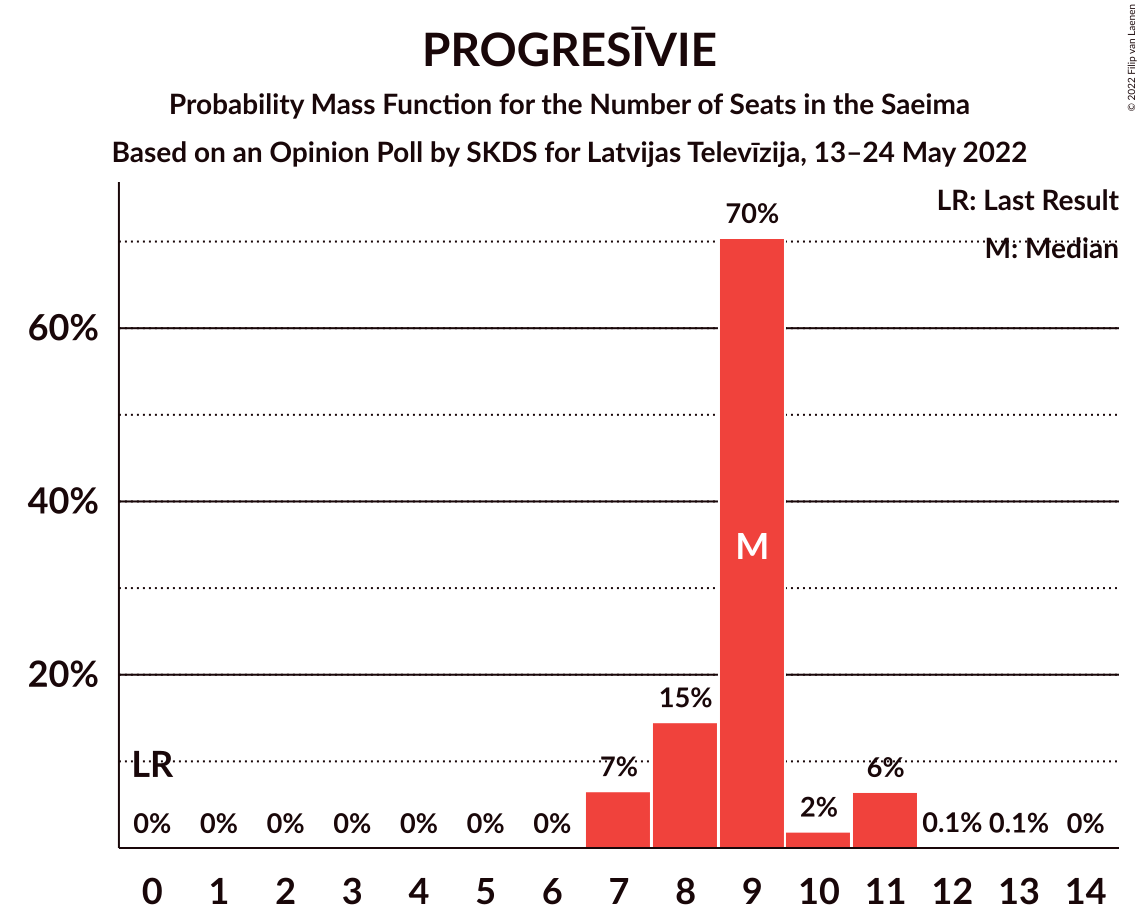 PROGRESĪVIE
Probability Mass Function for the Number of Seats in the Saeima
Based on an Opinion Poll by SKDS for Latvijas Televīzija, 13–24 May 2022
© 2022 Filip van Laenen
LR: Last Result
M: Median
60%
40%
20%
LR
M
0% 0% 0% 0% 0% 0% 0% 7% 15% 70% 2% 6% 0.1% 0.1% 0%
0 1 2 3 4 5 6 7 8 9 10 11 12 13 14